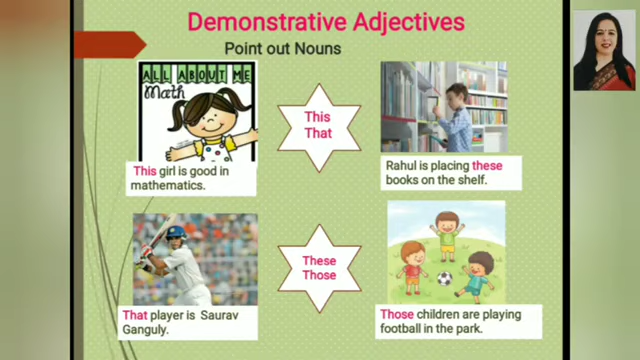 Demonstrative Adjectives
Point out Nouns
ALL ABOUT ME
Math
This girl is good in
mathematics.
This
That
Rahul is placing these
books on the shelf.
That player is Saurav
Ganguly.
These
Those
Those children are playing
football in the park.